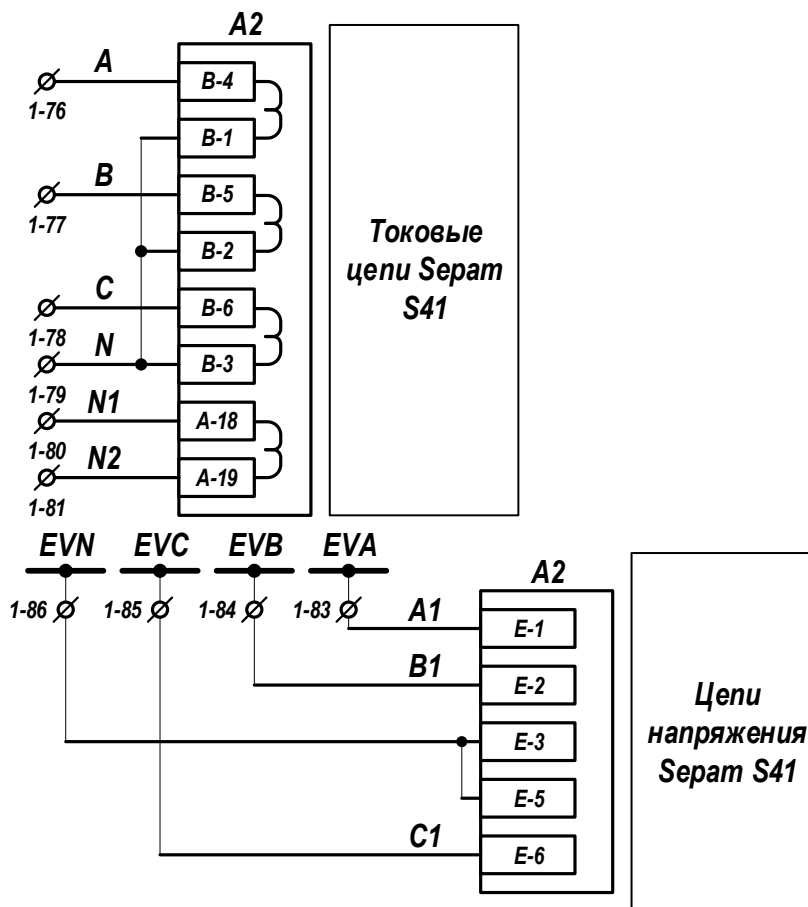 A2
A
B-4
1-76
B-1
B
B-5
1-77
B-2
C
B-6
1-78
N
B-3
1-79
N1
A-18
1-80
N2
A-19
1-81
Токовые
цепи Sepam
S41
EVN
EVC
EVB
EVA
A2
1-86
1-85
1-84
1-83
A1
E-1
B1
E-2
E-3
E-5
C1
E-6
Цепи
напряжения
Sepam S41